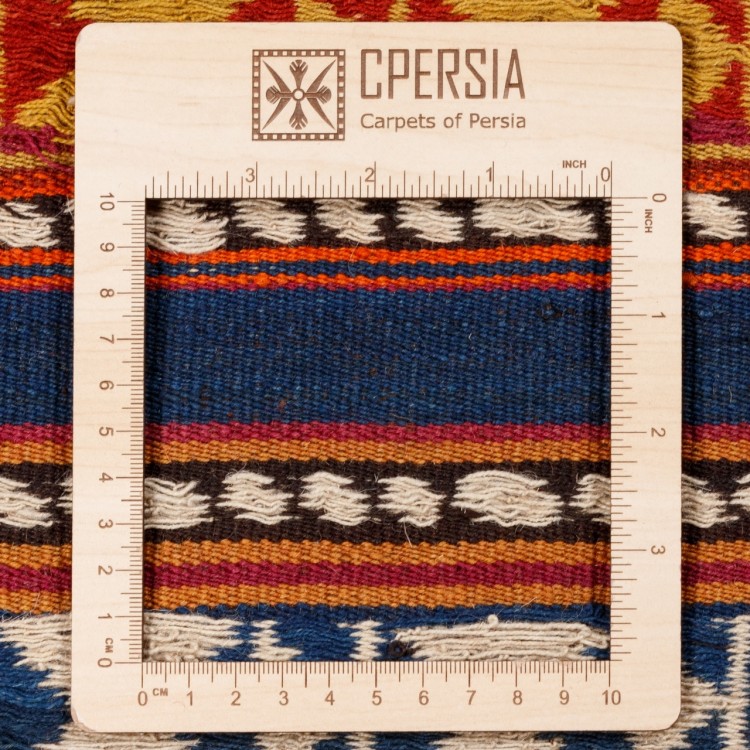 CPERSIA
Carpets of Persia
INCH
3 2 1 0
10 0
INCH
9
8
7 1
6
5 2
4
3 3
2
1
CM
0
0 CM 1 2 3 4 5 6 7 8 9 10